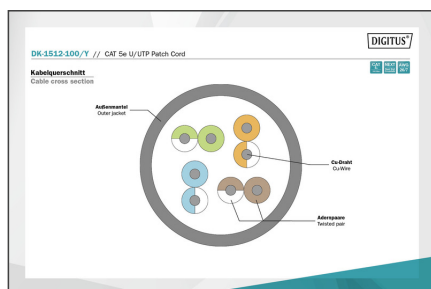 DIGITUS®
DK-1512-100/Y // CAT 5e U/UTP Patch Cord
Kabelquerschnitt
Cable cross section
Außenmantel
Outer jacket
Cu-Draht
Cu-Wire
Aderspaare
Twisted pair